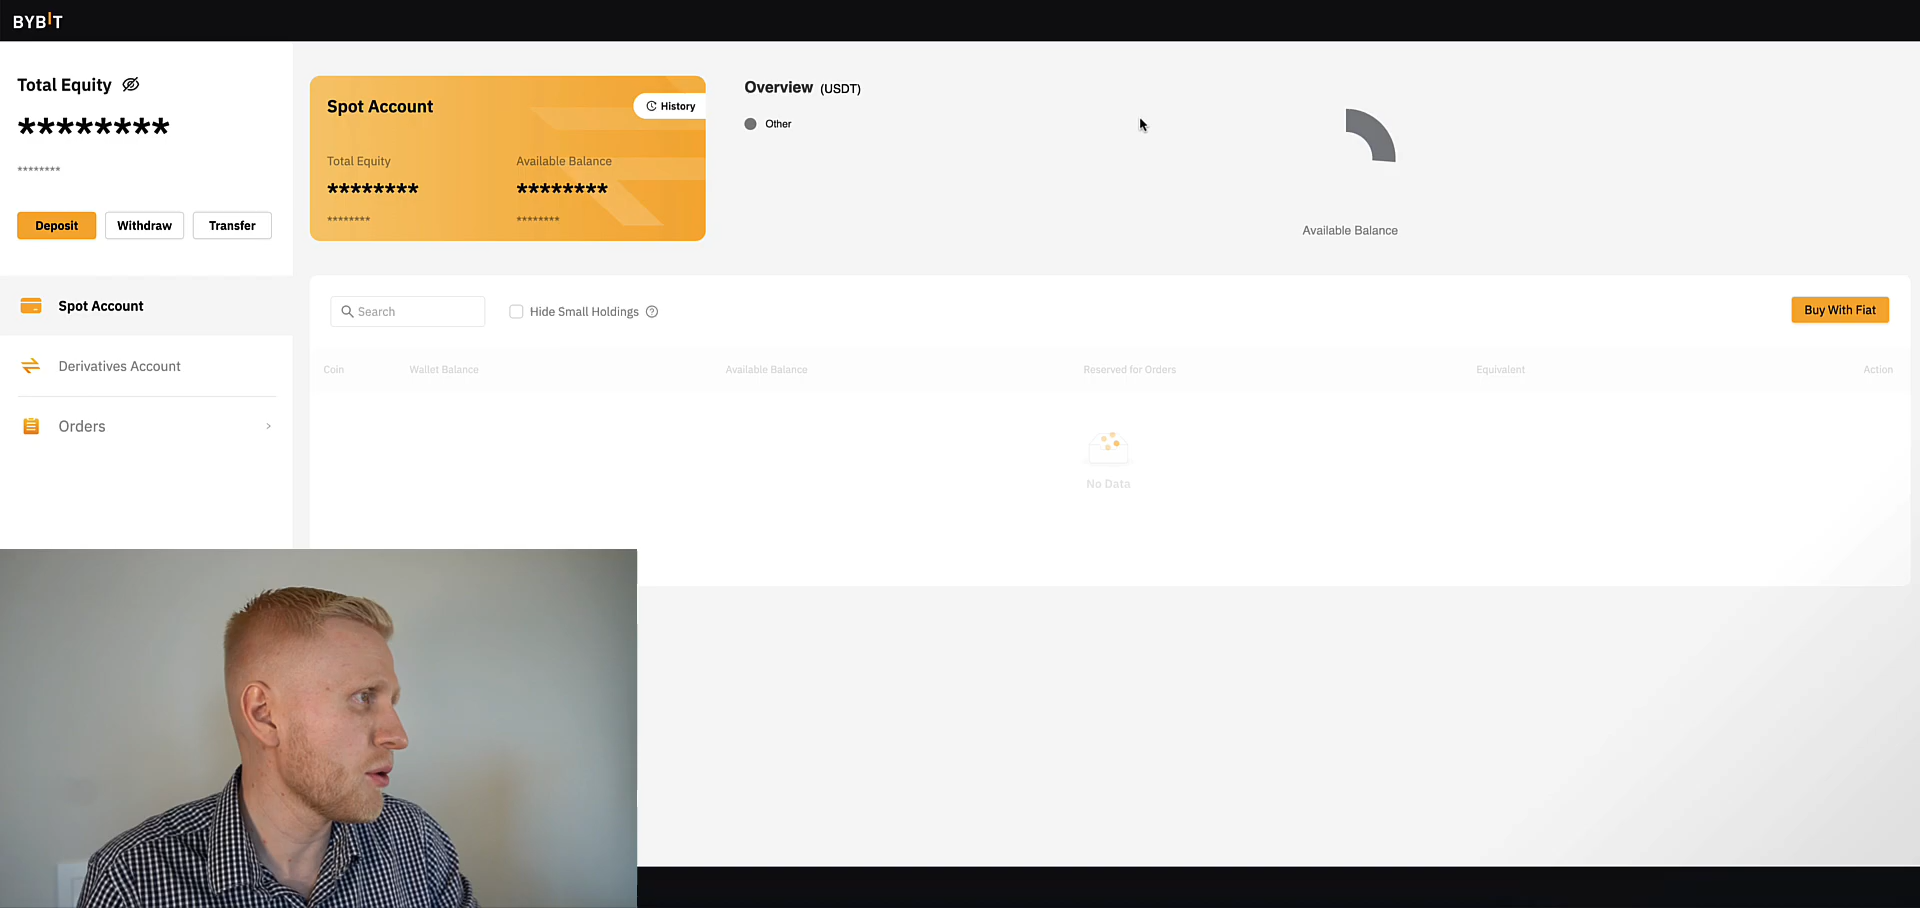 BYBIT
Total Equity
********
********
Deposit
Withdraw
Transfer
Spot Account
Derivatives Account
Orders
Spot Account
History
Total Equity
Available Balance
********
********
********
********
Overview (USDT)
Other
Available Balance
Search
Hide Small Holdings
Buy With Fiat
Coin
Wallet Balance
Available Balance
Reserved for Orders
Equivalent
Action
No Data